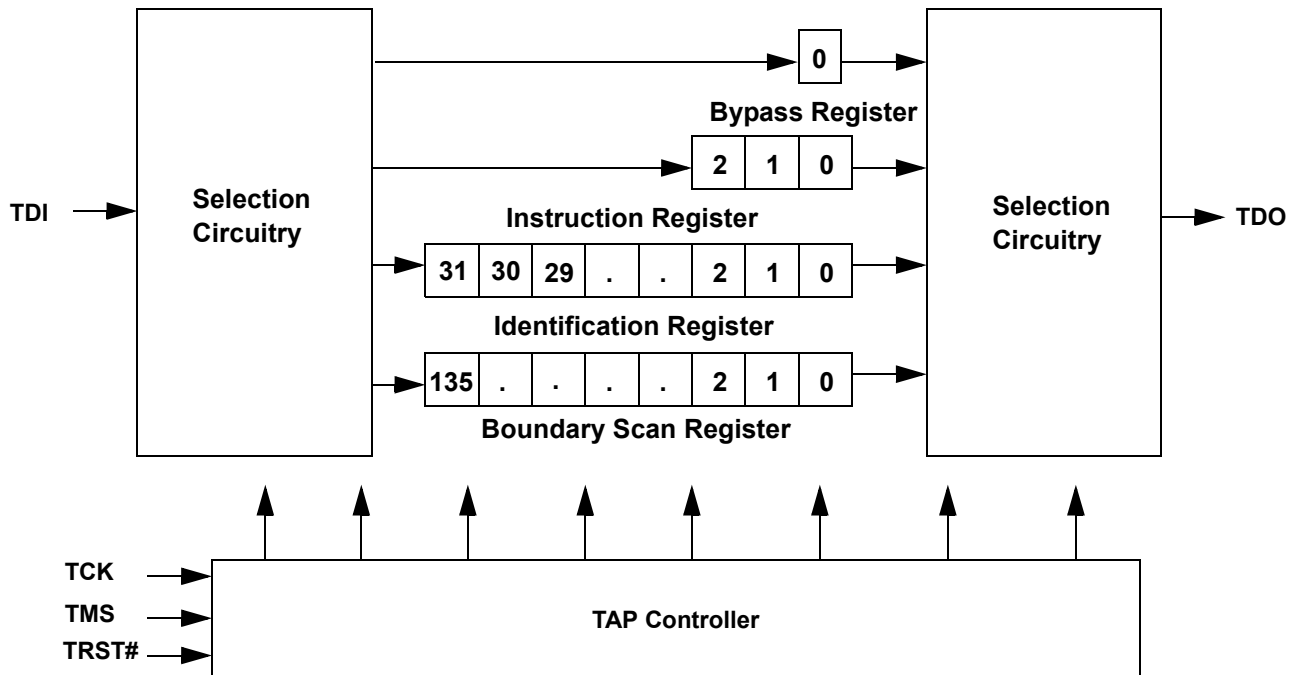 0
Bypass Register
2 1 0
Selection
Circuitry
Selection
Circuitry
TDI
TDO
Instruction Register
31 30 29 . . 2 1 0
Identification Register
135 . . . . 2 1 0
Boundary Scan Register
TCK
TMS
TAP Controller
TRST#